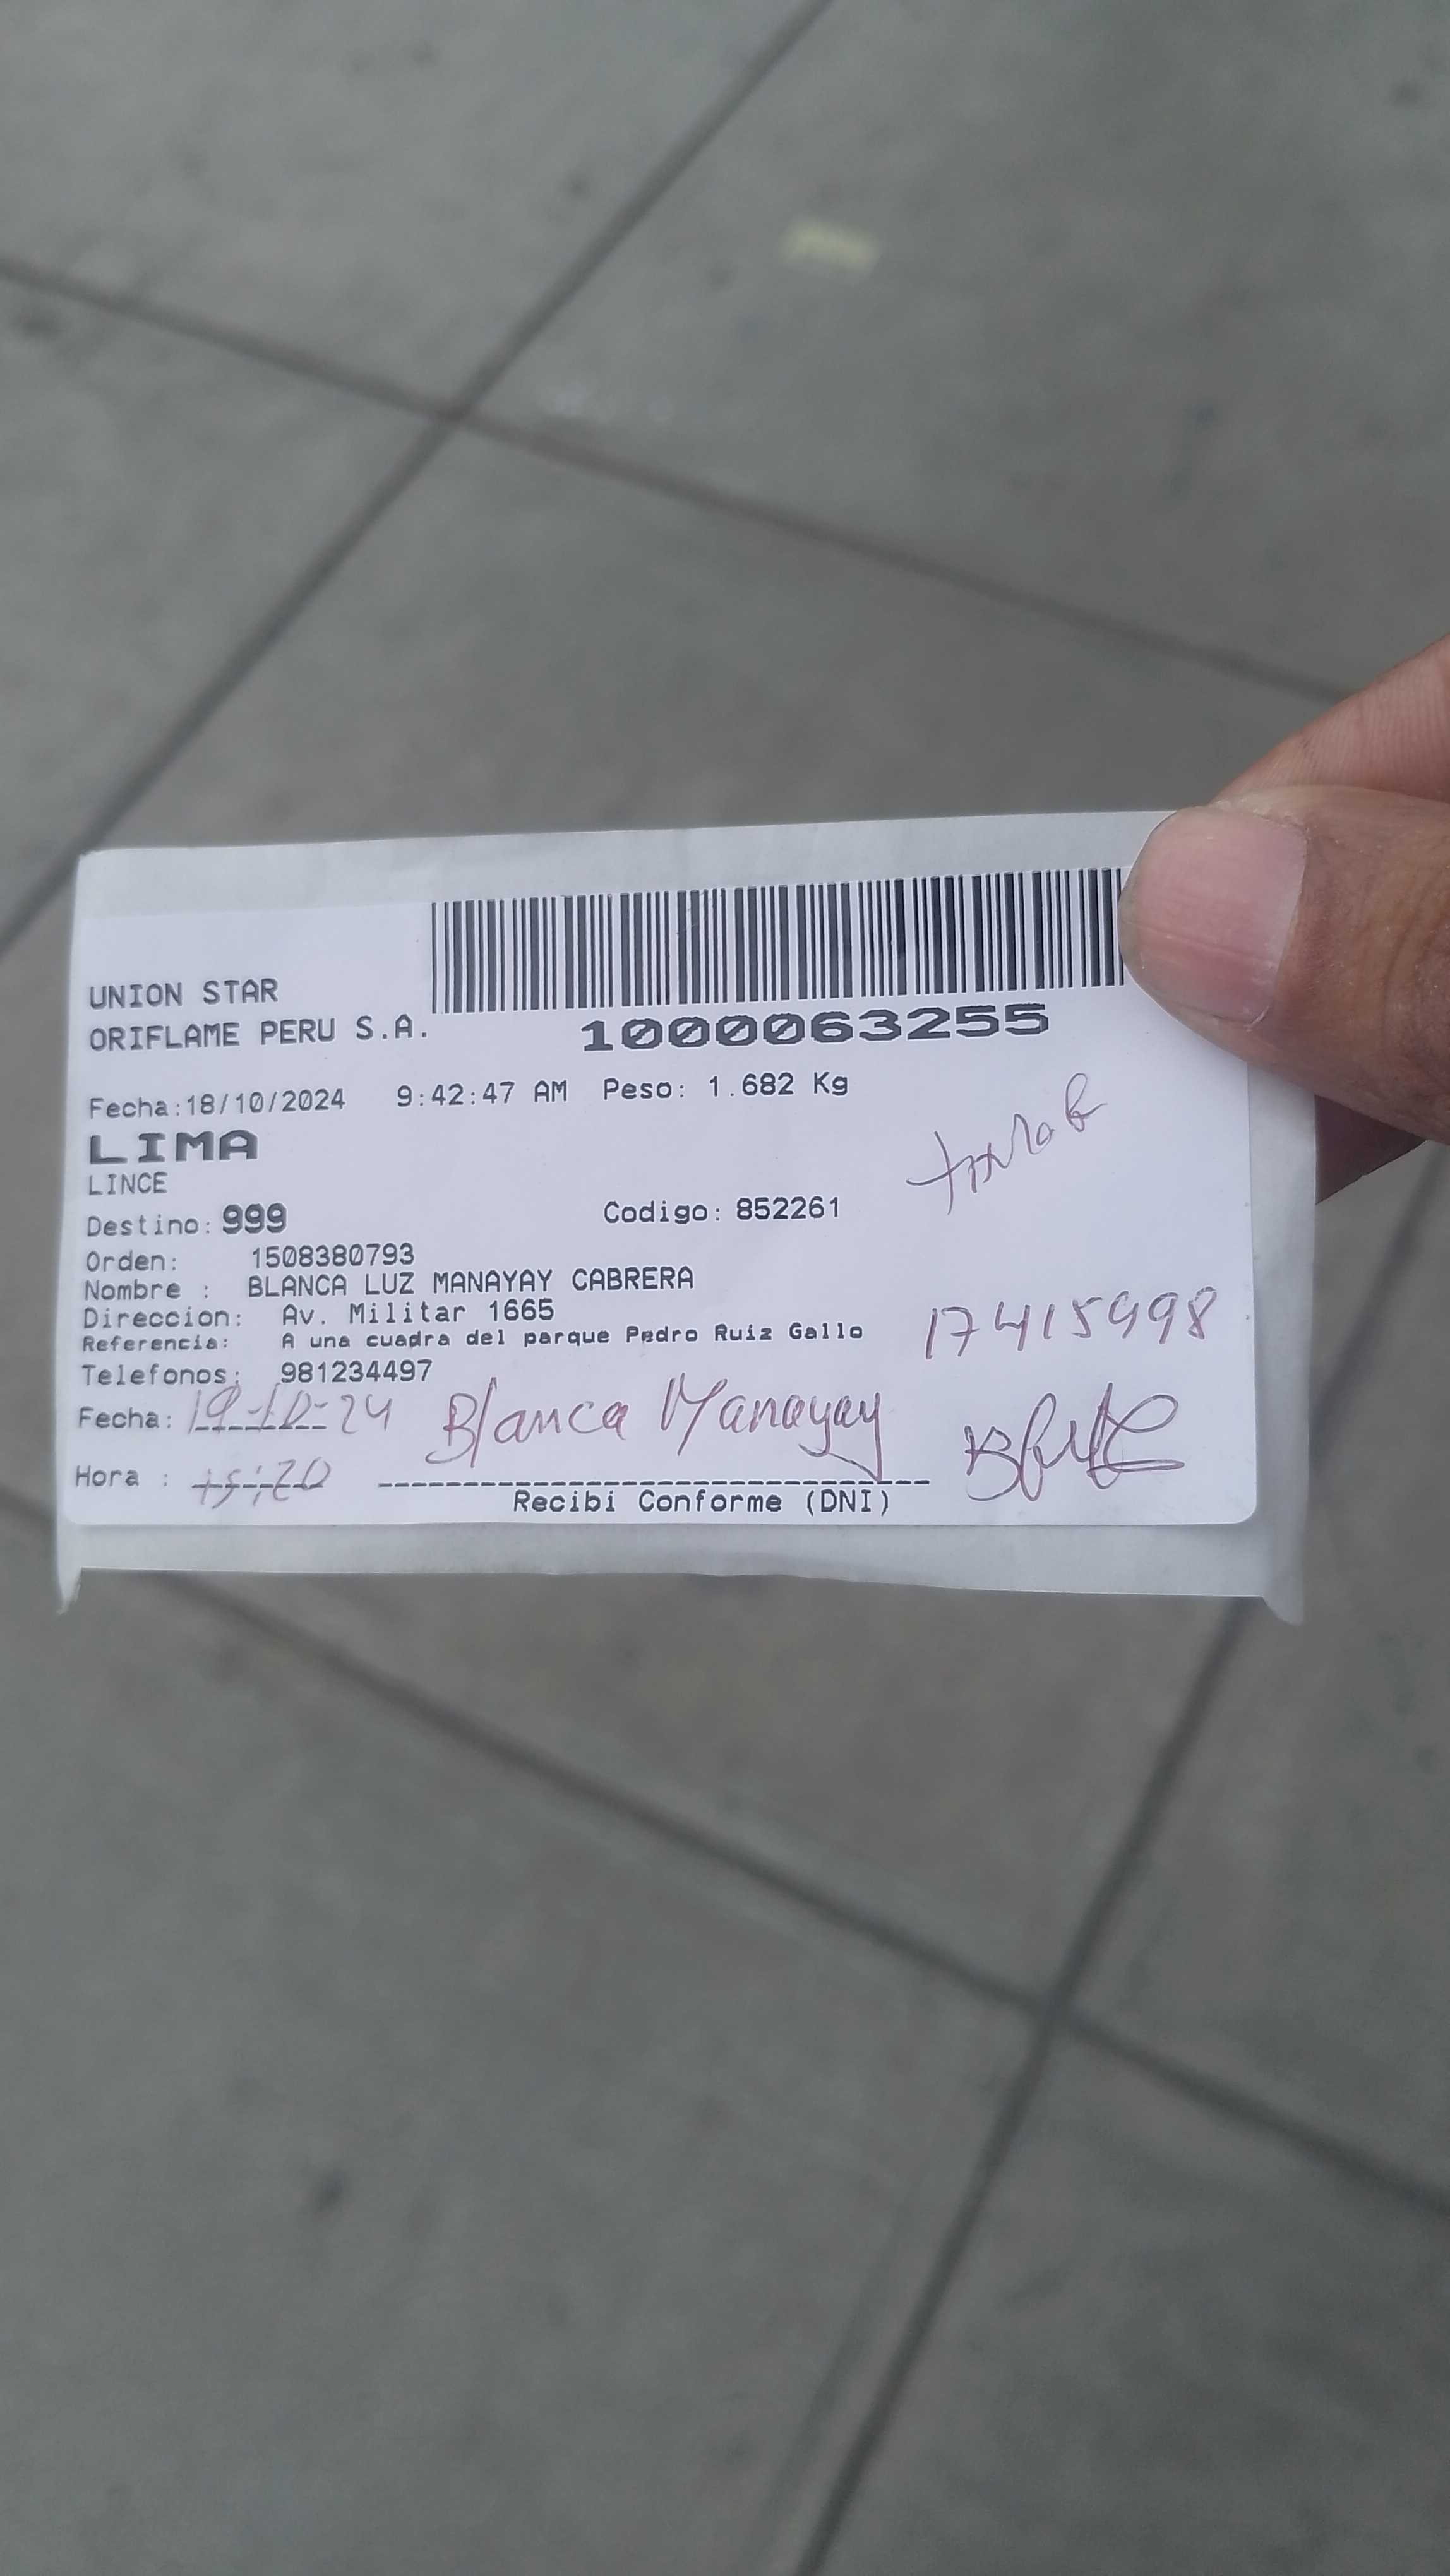 UNION STAR
ORIFLAME PERU S.A.
1000063255
Fecha:18/10/2024 9:42:47 AM Peso: 1.682 Kg
LIMA
LINCE
Destino: 999 Codigo: 852261
Orden: 1508380793
Nombre : BLANCA LUZ MANAYAY CABRERA
Direccion: Av. Militar 1665
Referencia: A una cuadra del parque Pedro Ruiz Gallo
17415998
Telefonos: 981234497
Fecha: 19-10-24 Blanca Manayay
Hora : 15:20
Recibi Conforme (DNI)